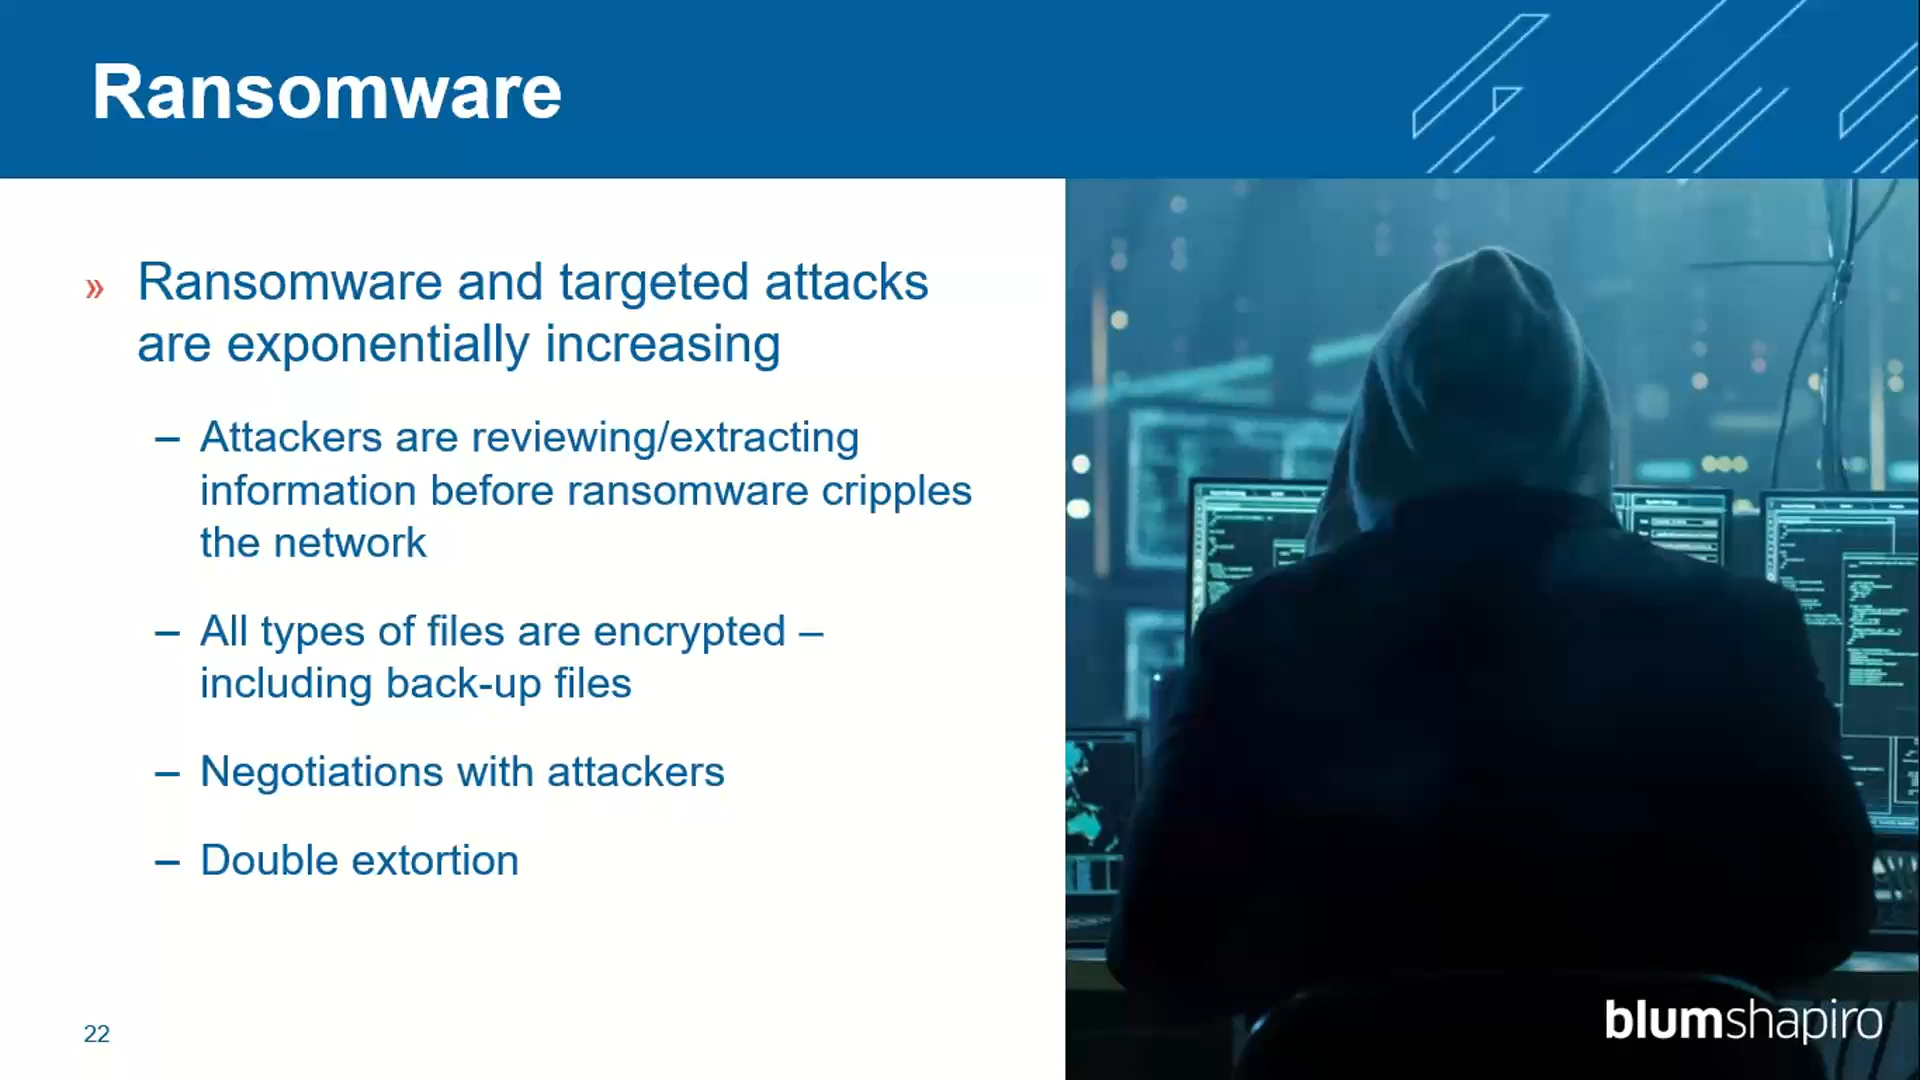 Ransomware
» Ransomware and targeted attacks
are exponentially increasing
– Attackers are reviewing/extracting
information before ransomware cripples
the network
– All types of files are encrypted –
including back-up files
– Negotiations with attackers
– Double extortion
22
blumshapiro